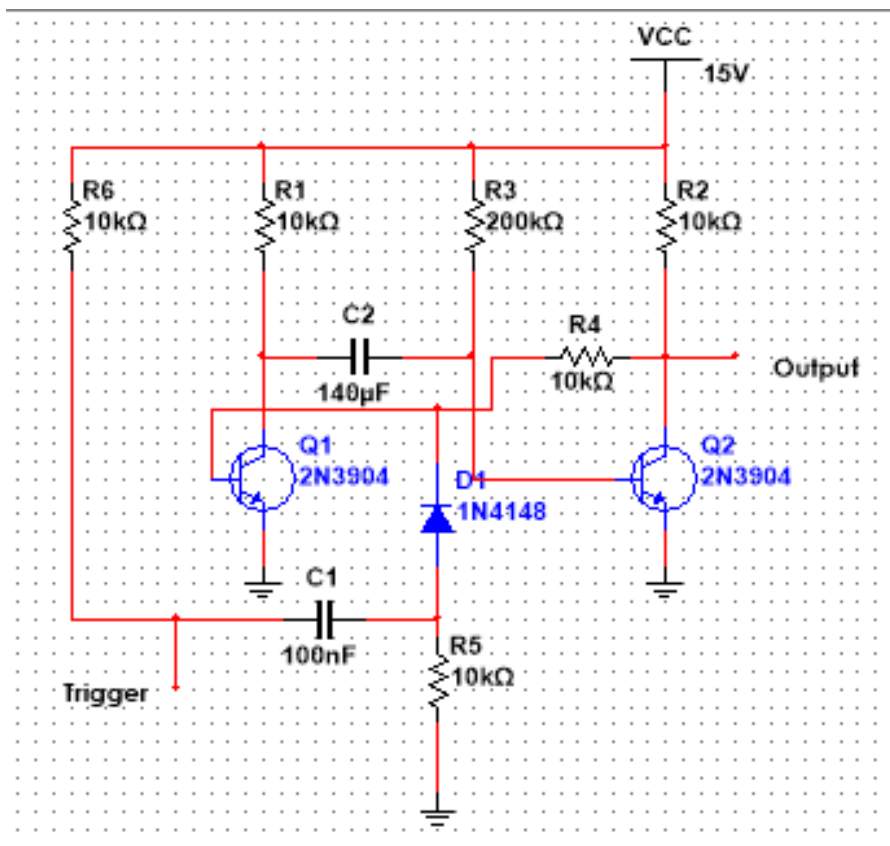 VCC
15V
R6
10kΩ
R1
10kΩ
R3
200kΩ
R2
10kΩ
C2
140µF
R4
10kΩ
Output
Q1
2N3904
D1
1N4148
Q2
2N3904
C1
100nF
R5
10kΩ
Trigger